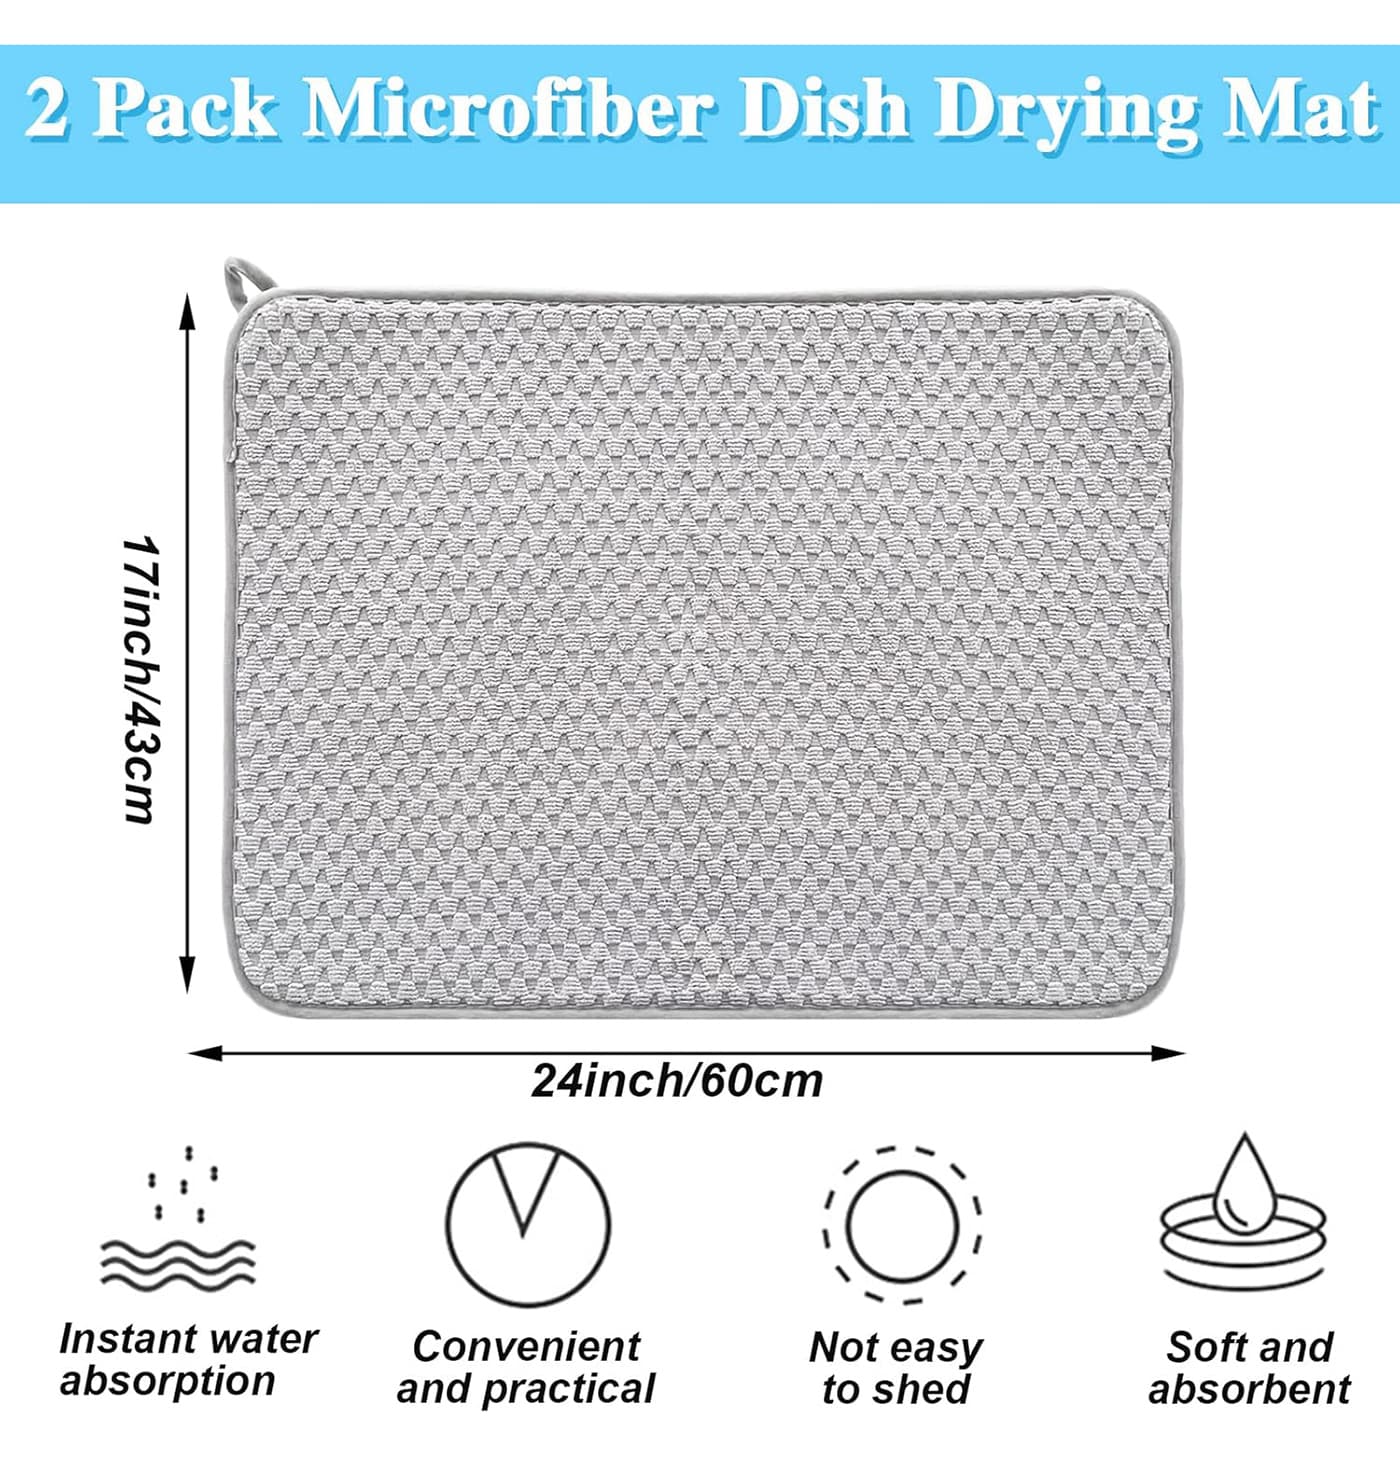 2 Pack Microfiber Dish Drying Mat
17inch/43cm
24inch/60cm
Instant water
absorption
Convenient
and practical
Not easy
to shed
Soft and
absorbent